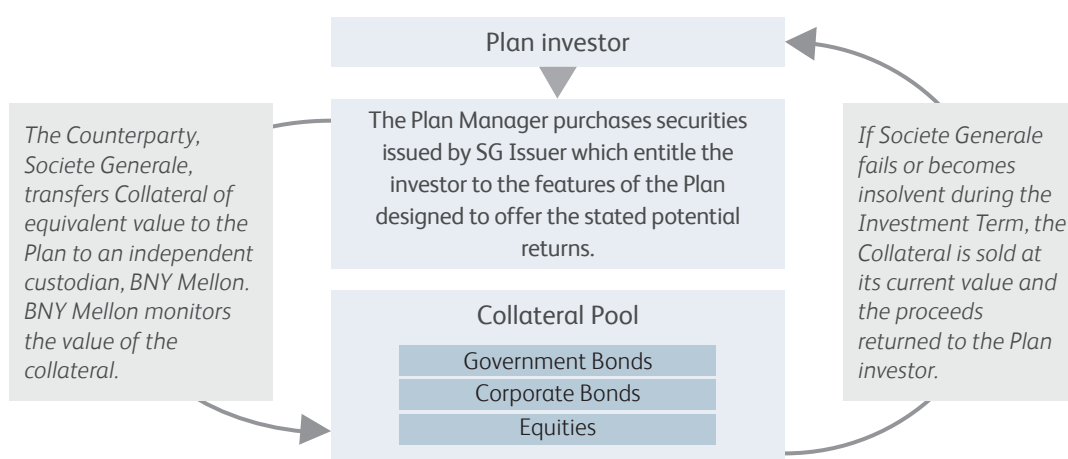 Plan investor
The Counterparty,
Societe Generale,
transfers Collateral of
equivalent value to the
Plan to an independent
custodian, BNY Mellon.
BNY Mellon monitors
the value of the
collateral.
The Plan Manager purchases securities
issued by SG Issuer which entitle the
investor to the features of the Plan
designed to offer the stated potential
returns.
If Societe Generale
fails or becomes
insolvent during the
Investment Term, the
Collateral is sold at
its current value and
the proceeds
returned to the Plan
investor.
Collateral Pool
Government Bonds
Corporate Bonds
Equities